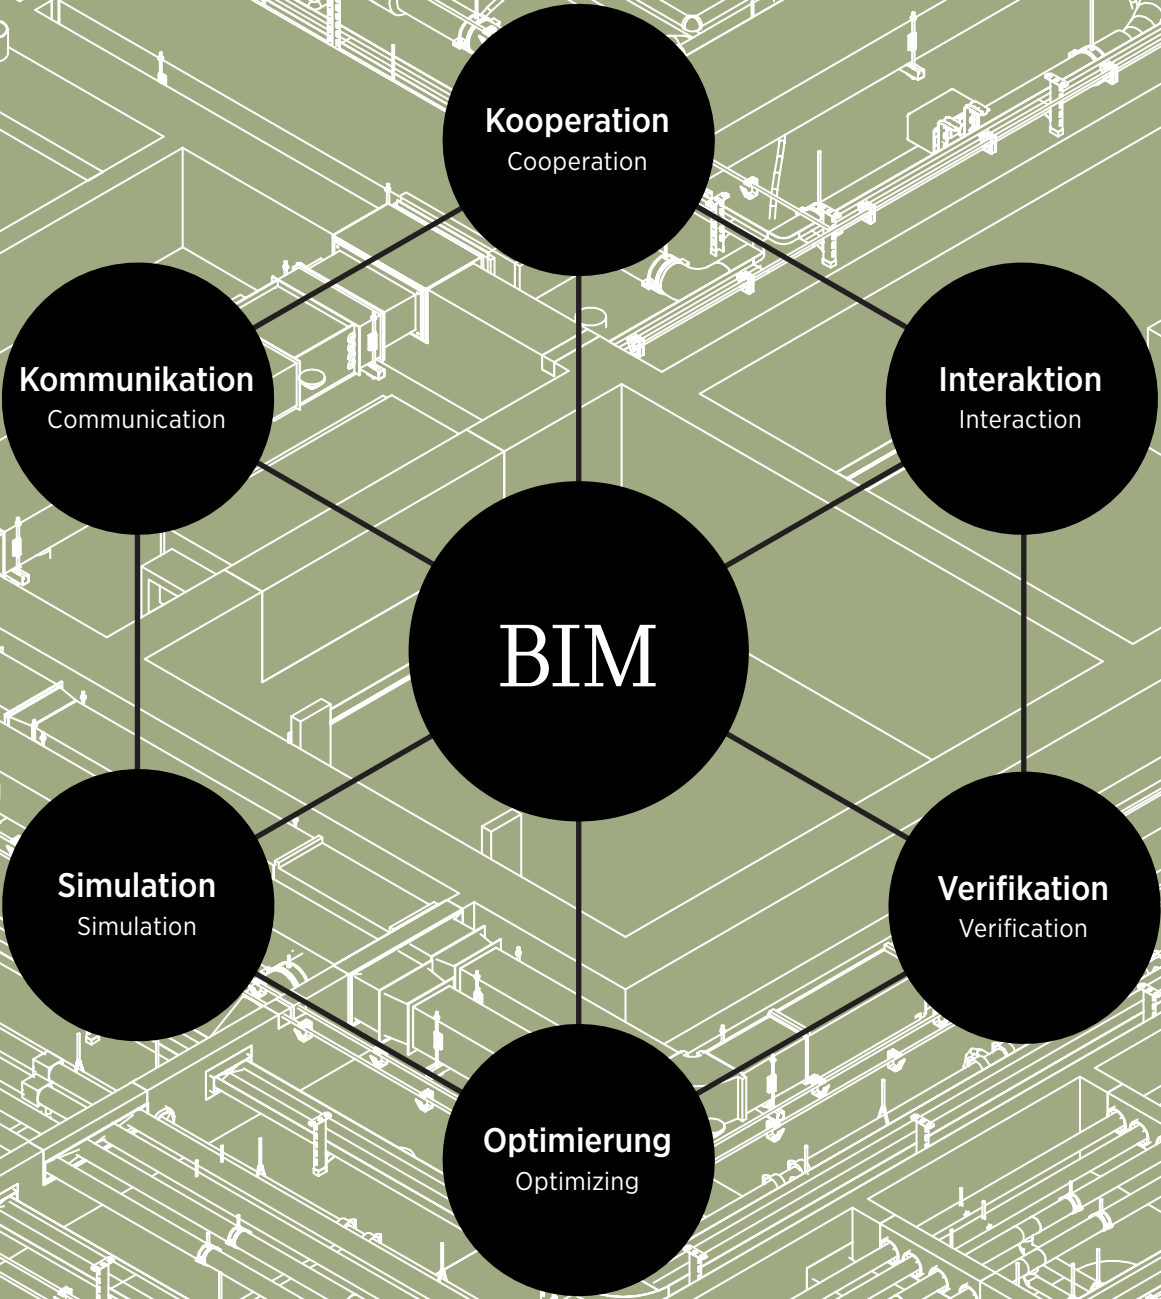 Kooperation
Cooperation
Kommunikation
Communication
Interaktion
Interaction
BIM
Simulation
Simulation
Verifikation
Verification
Optimierung
Optimizing